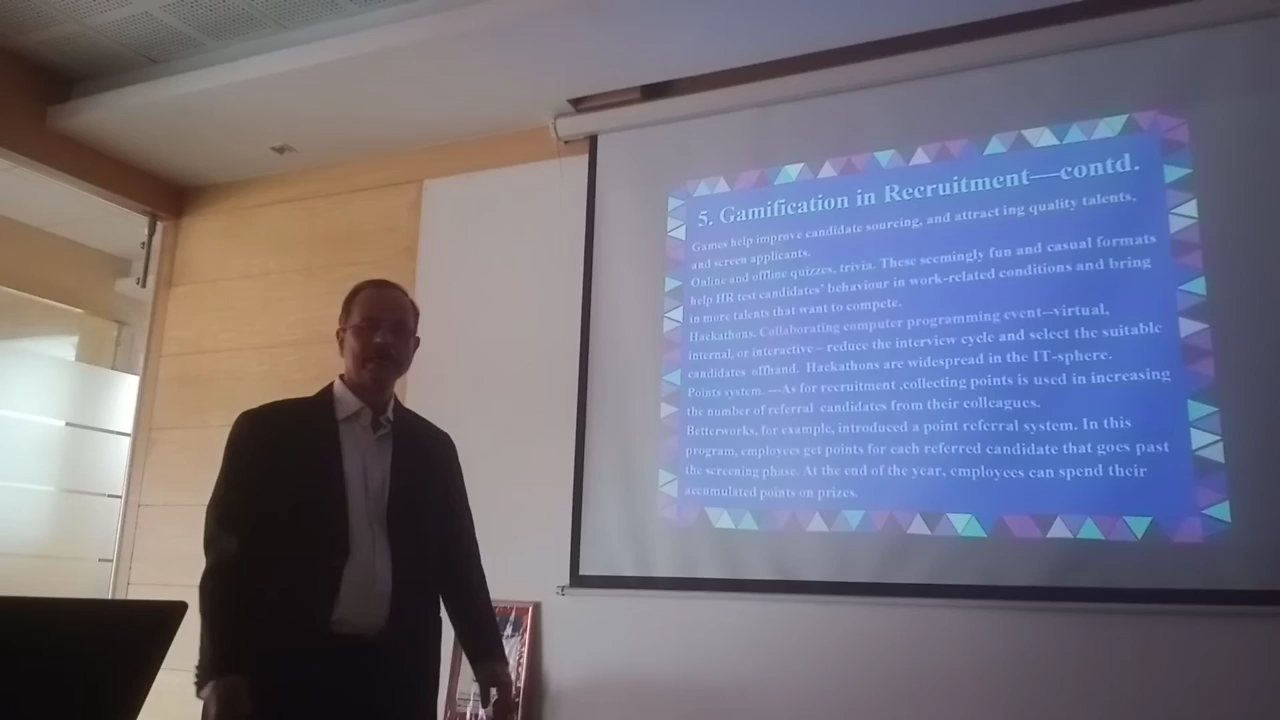 5. Gamification in Recruitment—contd.
Games help improve candidate sourcing, and attract ing quality talents,
and screen applicants.
Online and offline quizzes, trivia. These seemingly fun and casual formats
help HR test candidates' behaviour in work-related conditions and bring
in more talents that want to compete.
Hackathons. Collaborating computer programming event—virtual,
internal, or interactive – reduce the interview cycle and select the suitable
candidates offhand. Hackathons are widespread in the IT-sphere.
Points system. —As for recruitment ,collecting points is used in increasing
the number of referral candidates from their colleagues.
Betterworks, for example, introduced a point referral system. In this
program, employees get points for each referred candidate that goes past
the screening phase. At the end of the year, employees can spend their
accumulated points on prizes.